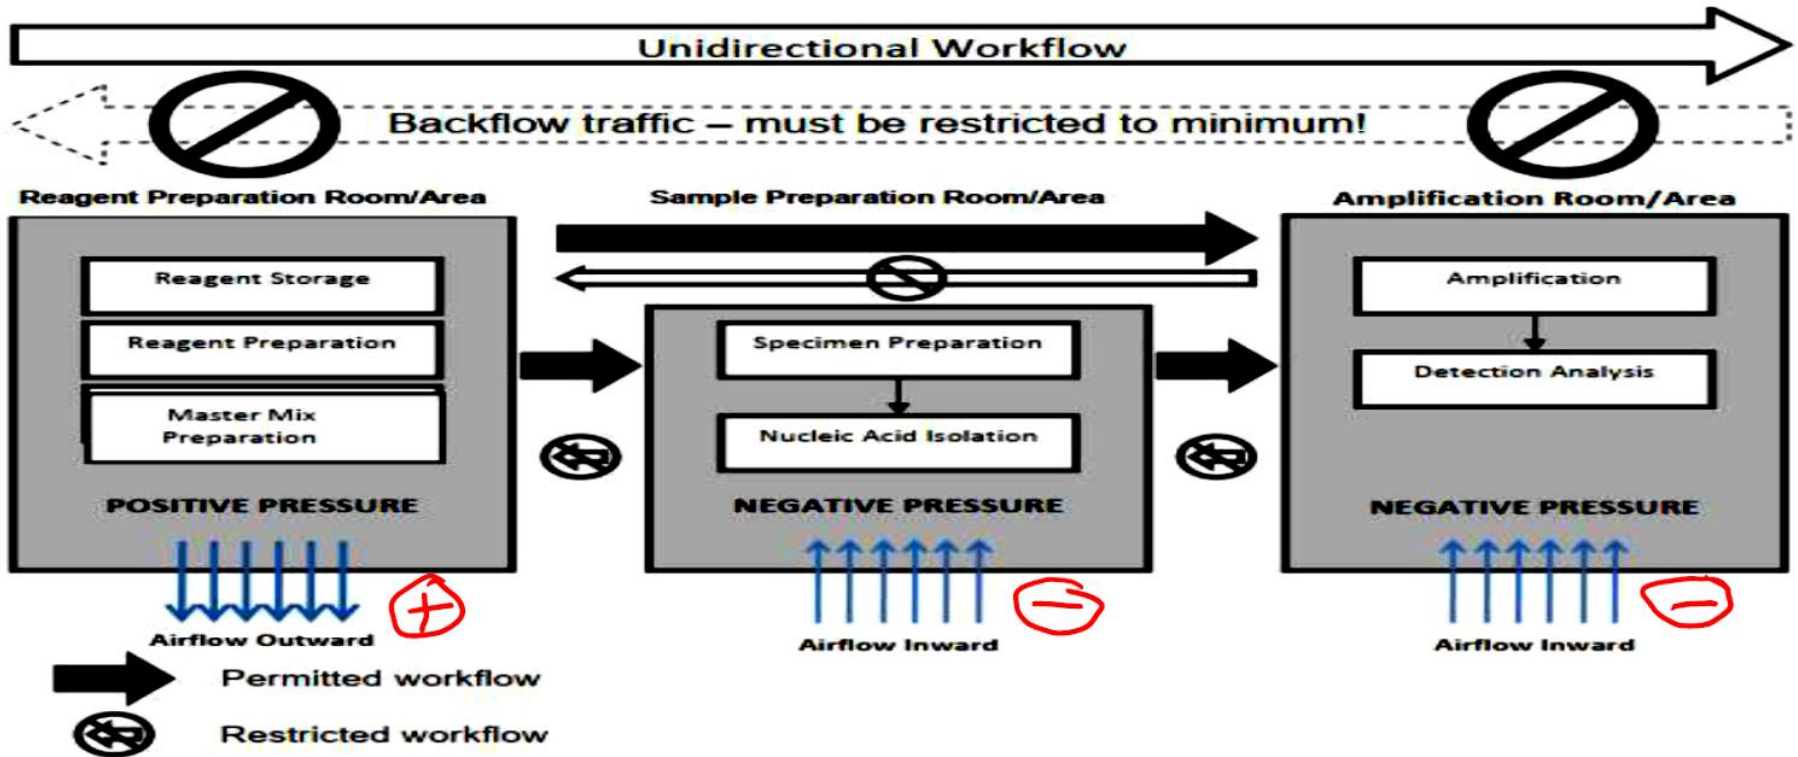 Unidirectional Workflow
Backflow traffic – must be restricted to minimum!
Reagent Preparation Room/Area
Reagent Storage
Reagent Preparation
Master Mix
Preparation
POSITIVE PRESSURE
Airflow Outward
+
Sample Preparation Room/Area
Specimen Preparation
Nucleic Acid Isolation
NEGATIVE PRESSURE
Airflow Inward
−
Amplification Room/Area
Amplification
Detection Analysis
NEGATIVE PRESSURE
Airflow Inward
−
Permitted workflow
Restricted workflow